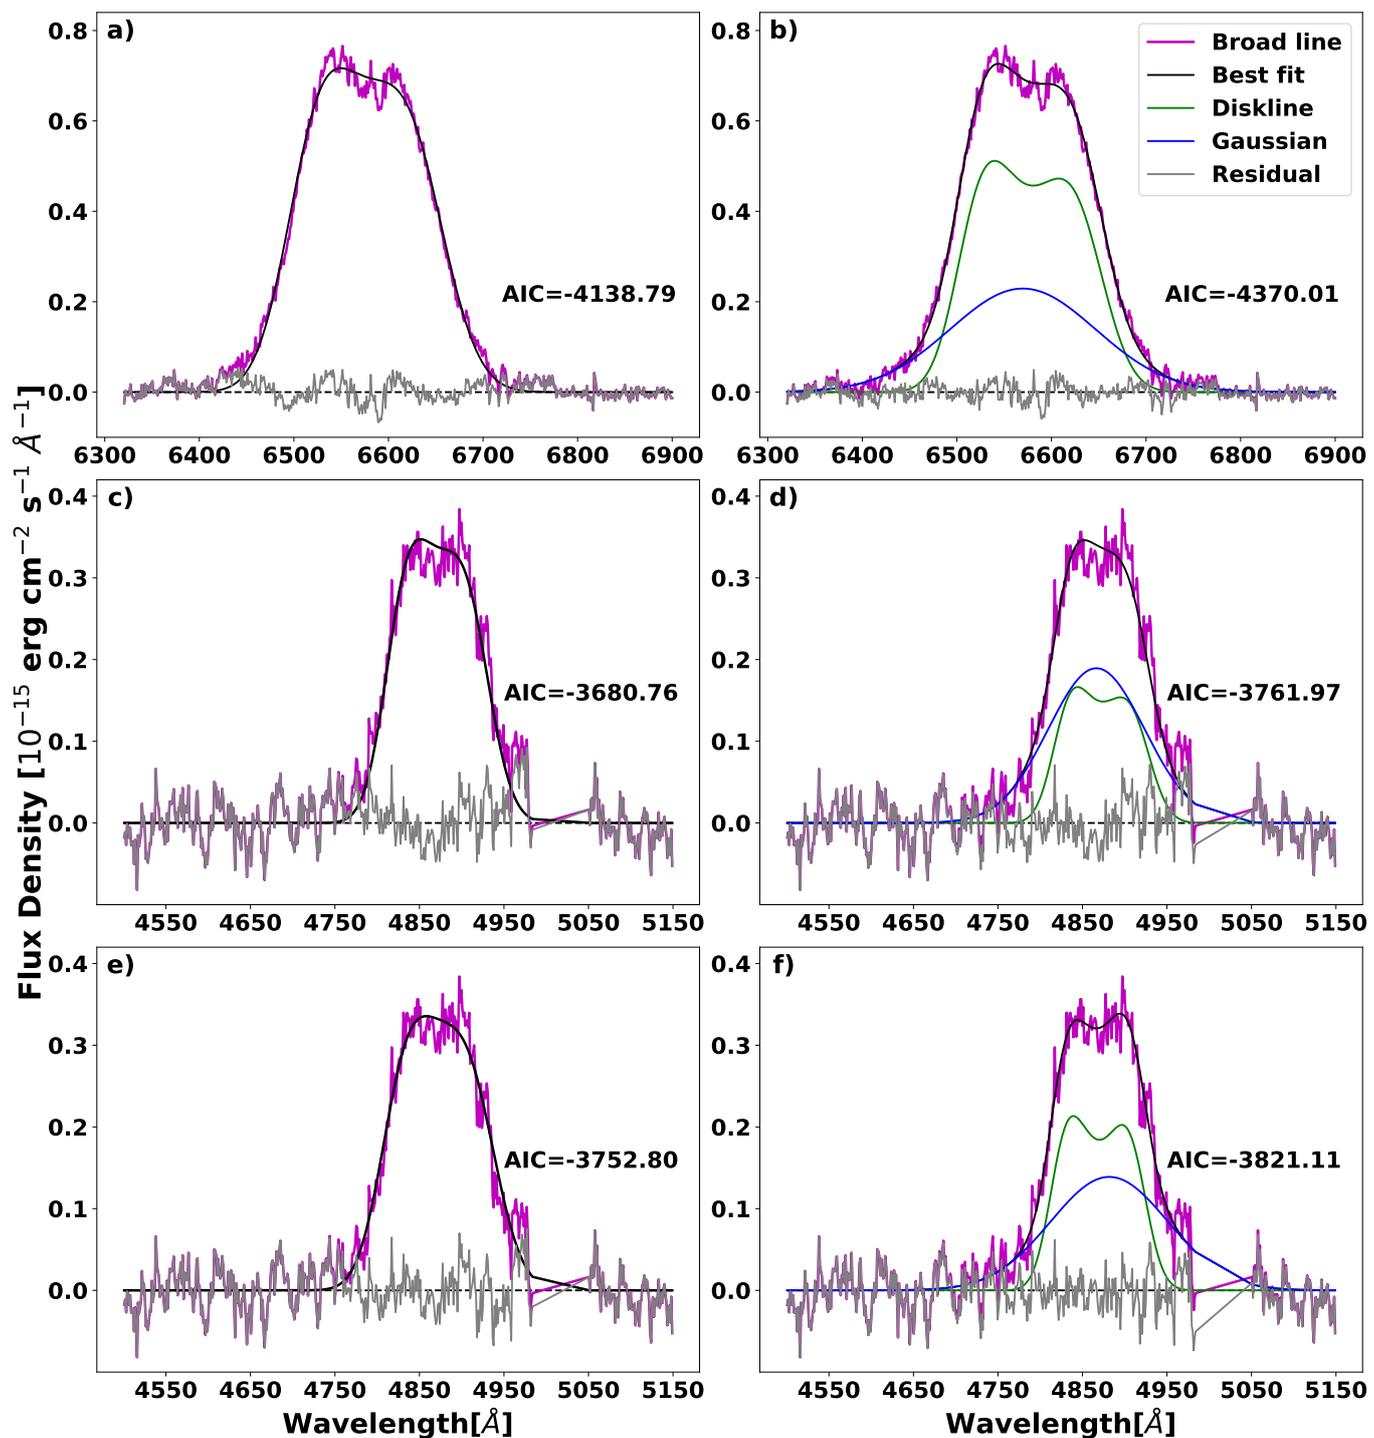 a)
0.8
0.6
0.4
0.2
0.0
AIC=-4138.79
6300 6400 6500 6600 6700 6800 6900
b)
0.8
0.6
0.4
0.2
0.0
Broad line
Best fit
Diskline
Gaussian
Residual
AIC=-4370.01
6300 6400 6500 6600 6700 6800 6900
Flux Density [10⁻¹⁵ erg cm⁻² s⁻¹ Å⁻¹]
c)
0.4
0.3
0.2
0.1
0.0
AIC=-3680.76
4550 4650 4750 4850 4950 5050 5150
d)
0.4
0.3
0.2
0.1
0.0
AIC=-3761.97
4550 4650 4750 4850 4950 5050 5150
e)
0.4
0.3
0.2
0.1
0.0
AIC=-3752.80
4550 4650 4750 4850 4950 5050 5150
Wavelength[Å]
f)
0.4
0.3
0.2
0.1
0.0
AIC=-3821.11
4550 4650 4750 4850 4950 5050 5150
Wavelength[Å]